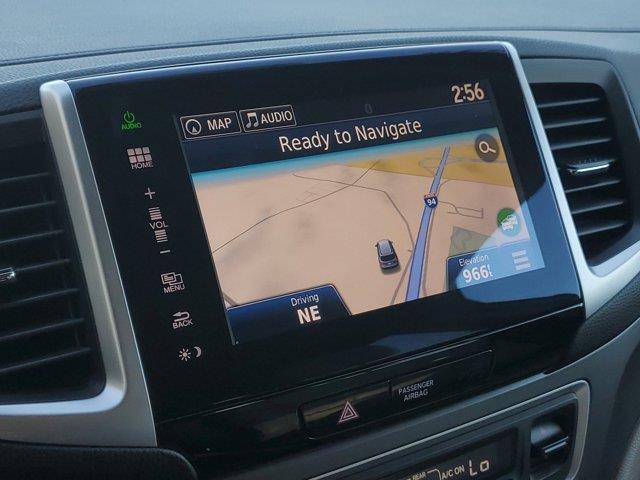 2:56
MAP
AUDIO
AUDIO
Ready to Navigate
HOME
+
VOL
-
94
Elevation
966ft
MENU
Driving
NE
BACK
PASSENGER
AIRBAG
REAR
A/C ON
Lo